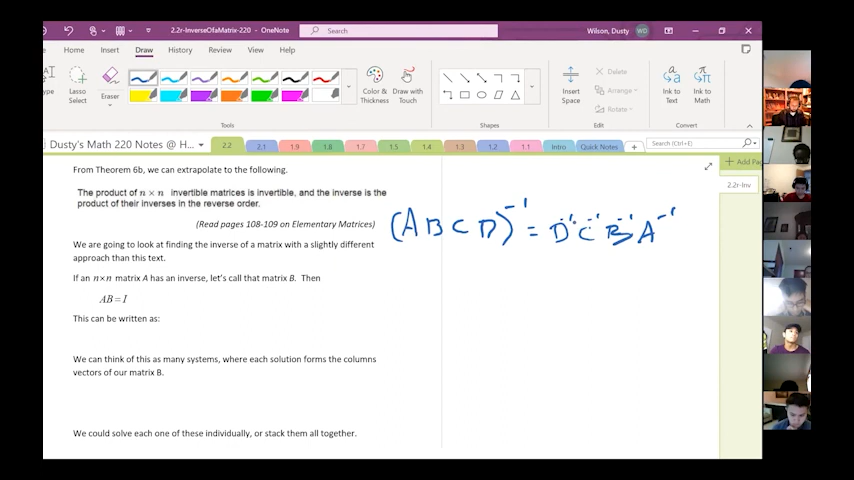 2.2r-InverseOfaMatrix-220 - OneNote
Search
Wilson, Dusty
WD
Home Insert Draw History Review View Help
Type
Lasso Select
Eraser
Color & Thickness
Draw with Touch
Insert Space
Delete
Arrange
Rotate
Ink to Text
Ink to Math
Tools Shapes Edit Convert
Dusty's Math 220 Notes @ H...
2.2 2.1 1.9 1.8 1.7 1.5 1.4 1.3 1.2 1.1 Intro Quick Notes +
Search (Ctrl+E)
+ Add Pag
2.2r-Inv
From Theorem 6b, we can extrapolate to the following.
The product of n × n invertible matrices is invertible, and the inverse is the
product of their inverses in the reverse order.
(Read pages 108-109 on Elementary Matrices)
(A B C D)⁻¹ = D⁻¹ C⁻¹ B⁻¹ A⁻¹
We are going to look at finding the inverse of a matrix with a slightly different
approach than this text.
If an n×n matrix A has an inverse, let's call that matrix B. Then
AB = I
This can be written as:
We can think of this as many systems, where each solution forms the columns
vectors of our matrix B.
We could solve each one of these individually, or stack them all together.